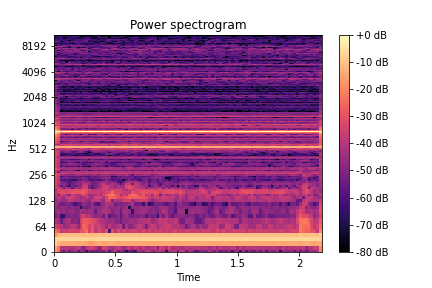 Power spectrogram
8192
4096
2048
1024
512
256
128
64
0
Hz
0
0.5
1
1.5
2
Time
+0 dB
-10 dB
-20 dB
-30 dB
-40 dB
-50 dB
-60 dB
-70 dB
-80 dB